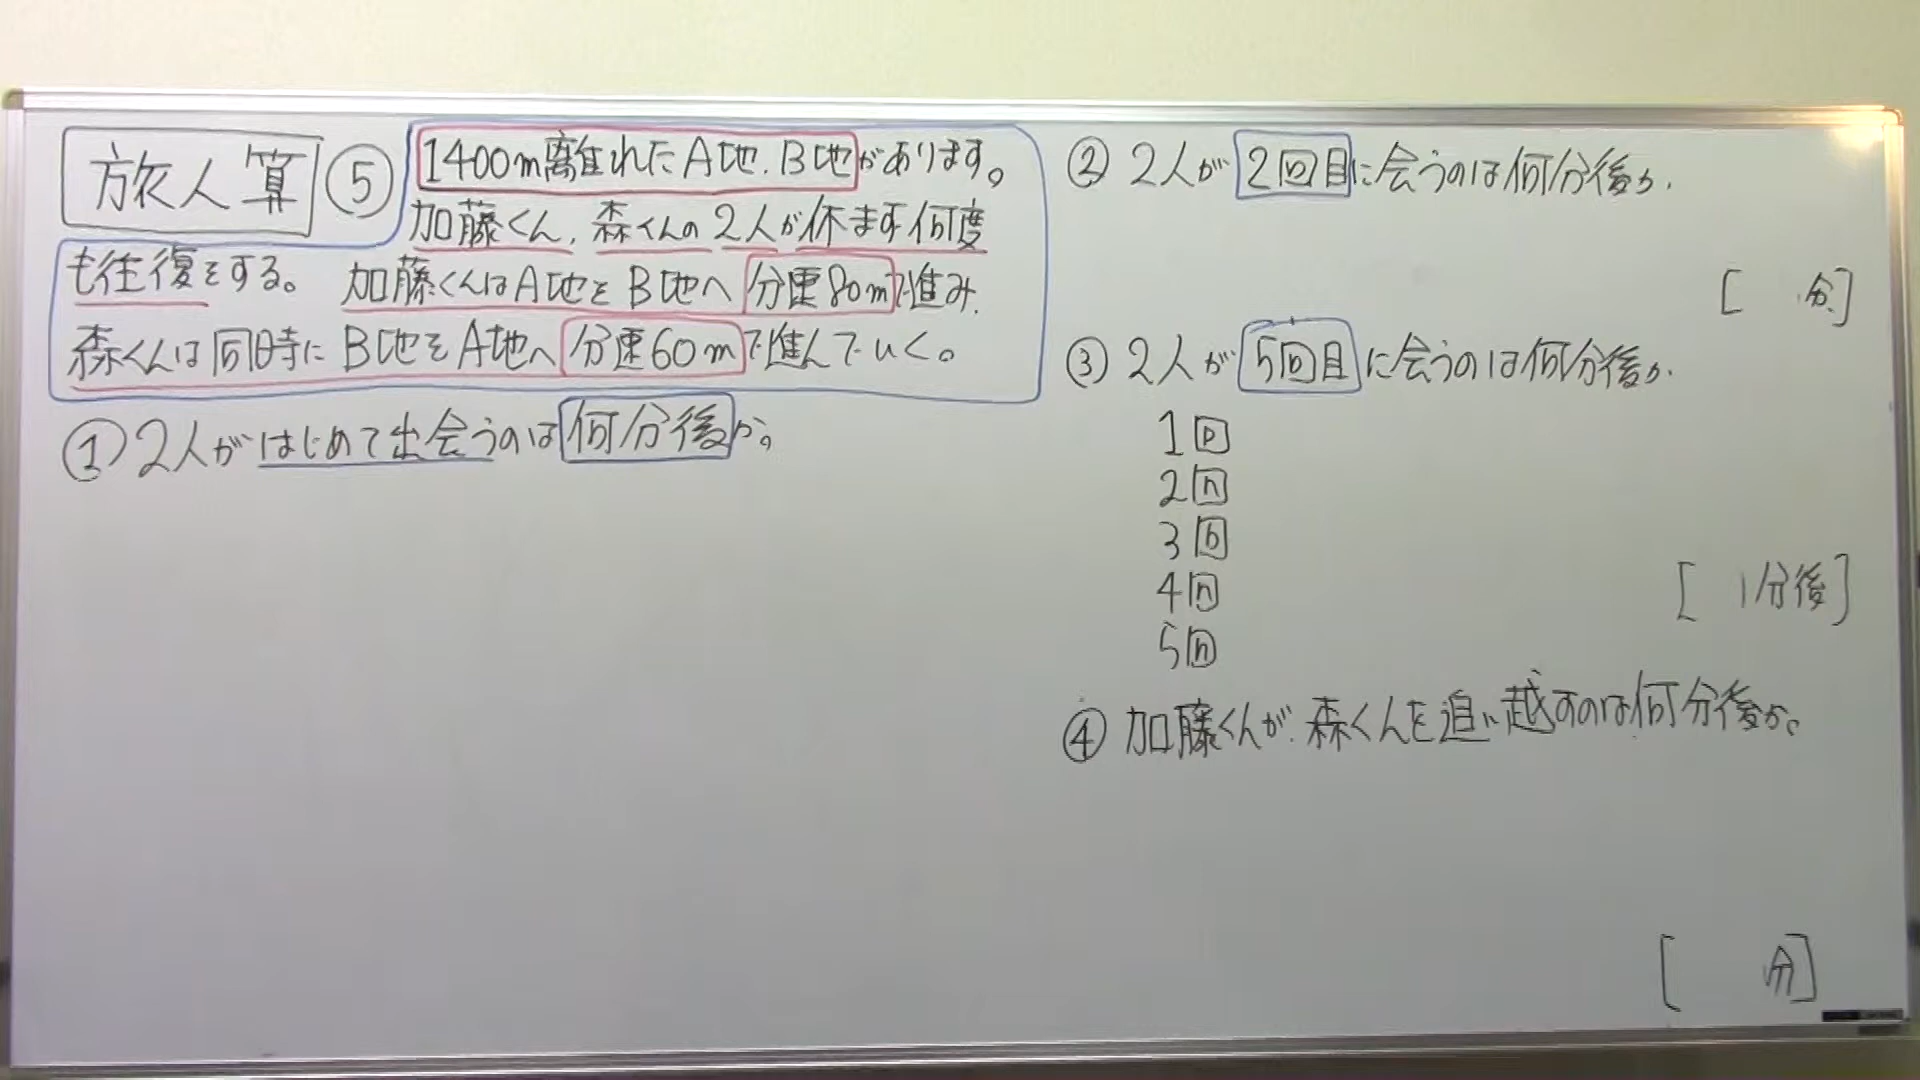 旅人算 ⑤ 1400m離れたA地.B地があります。
加藤くん,森くんの2人が休まず何度
も往復をする。 加藤くんはA地をB地へ分速80mで進み.
森くんは同時にB地をA地へ分速60mで進んでいく。
① 2人がはじめて出会うのは何分後か。
② 2人が2回目に会うのは何分後か.
[ 分]
③ 2人が5回目に会うのは何分後か.
1回
2回
3回
4回
5回
[ 分後]
④ 加藤くんが.森くんを追い越すのは何分後か。
[ 分]